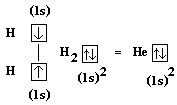 (1s)
H ↓
H₂ ↑↓ = He ↑↓
(1s)² (1s)²
H ↑
(1s)